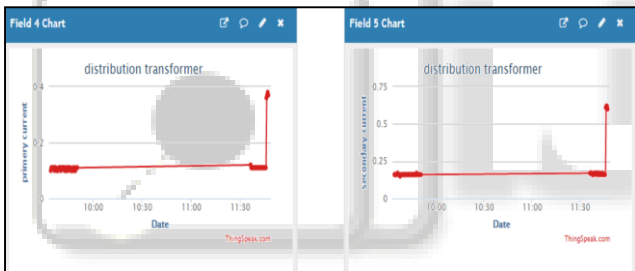 Field 4 Chart
distribution transformer
primery current
0.4
0.2
0
10:00 10:30 11:00 11:30
Date
ThingSpeak.com
Field 5 Chart
distribution transformer
secondary current
0.75
0.5
0.25
0
10:00 10:30 11:00 11:30
Date
ThingSpeak.com